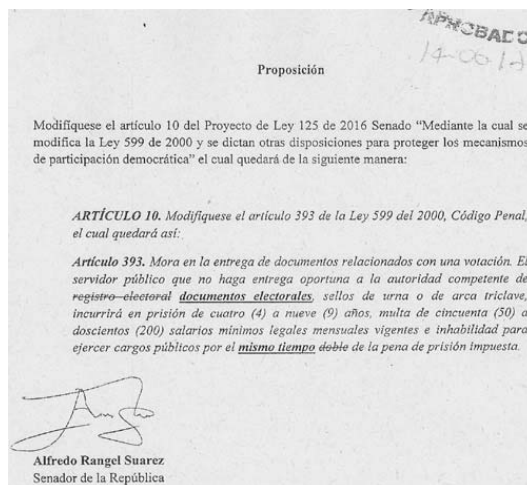 APROBADO
Proposición
Modifíquese el artículo 10 del Proyecto de Ley 125 de 2016 Senado “Mediante la cual se
modifica la Ley 599 de 2000 y se dictan otras disposiciones para proteger los mecanismos
de participación democrática” el cual quedará de la siguiente manera:
ARTÍCULO 10. Modifíquese el artículo 393 de la Ley 599 del 2000, Código Penal,
el cual quedará así:
Artículo 393. Mora en la entrega de documentos relacionados con una votación. El
servidor público que no haga entrega oportuna a la autoridad competente de
registro electoral documentos electorales, sellos de urna o de arca triclave,
incurrirá en prisión de cuatro (4) a nueve (9) años, multa de cincuenta (50) a
doscientos (200) salarios mínimos legales mensuales vigentes e inhabilidad para
ejercer cargos públicos por el mismo tiempo doble de la pena de prisión impuesta.
Alfredo Rangel Suarez
Senador de la República